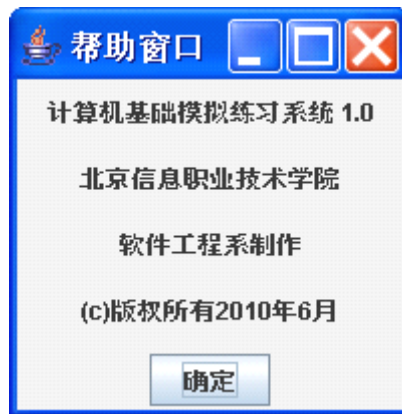 帮助窗口
计算机基础模拟练习系统 1.0
北京信息职业技术学院
软件工程系制作
(c)版权所有2010年6月
确定